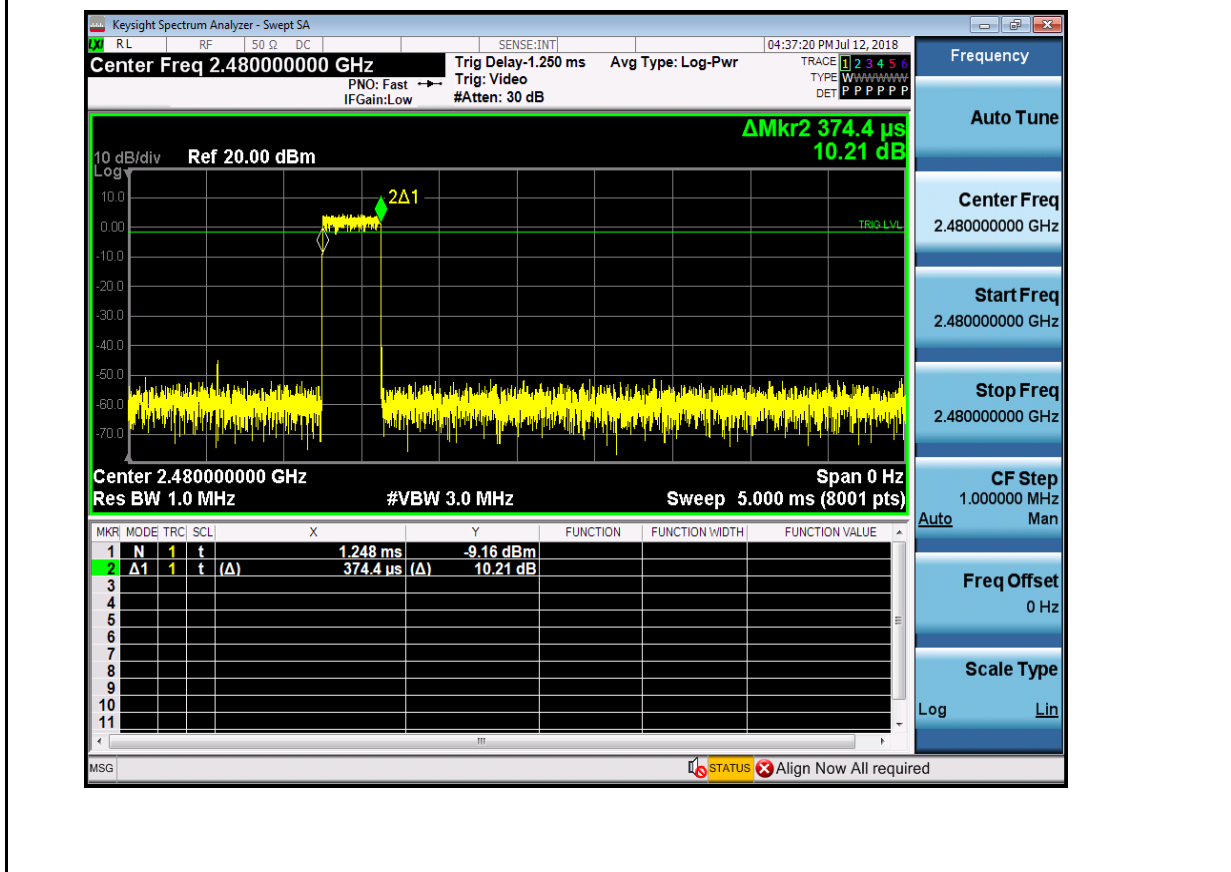 Keysight Spectrum Analyzer - Swept SA
LXI RL RF 50 Ω DC SENSE:INT 04:37:20 PM Jul 12, 2018
Center Freq 2.480000000 GHz
PNO: Fast
IFGain:Low
Trig Delay-1.250 ms
Trig: Video
#Atten: 30 dB
Avg Type: Log-Pwr
TRACE 1 2 3 4 5 6
TYPE WWWWWW
DET P P P P P P
ΔMkr2 374.4 µs
10.21 dB
10 dB/div
Log
Ref 20.00 dBm
10.0
0.00
-10.0
-20.0
-30.0
-40.0
-50.0
-60.0
-70.0
2Δ1
TRIG LVL
Center 2.480000000 GHz Span 0 Hz
Res BW 1.0 MHz #VBW 3.0 MHz Sweep 5.000 ms (8001 pts)
MKR MODE TRC SCL X Y FUNCTION FUNCTION WIDTH FUNCTION VALUE
1 N 1 t 1.248 ms -9.16 dBm
2 Δ1 1 t (Δ) 374.4 µs (Δ) 10.21 dB
3
4
5
6
7
8
9
10
11
MSG STATUS Align Now All required
Frequency
Auto Tune
Center Freq
2.480000000 GHz
Start Freq
2.480000000 GHz
Stop Freq
2.480000000 GHz
CF Step
1.000000 MHz
Auto Man
Freq Offset
0 Hz
Scale Type
Log Lin